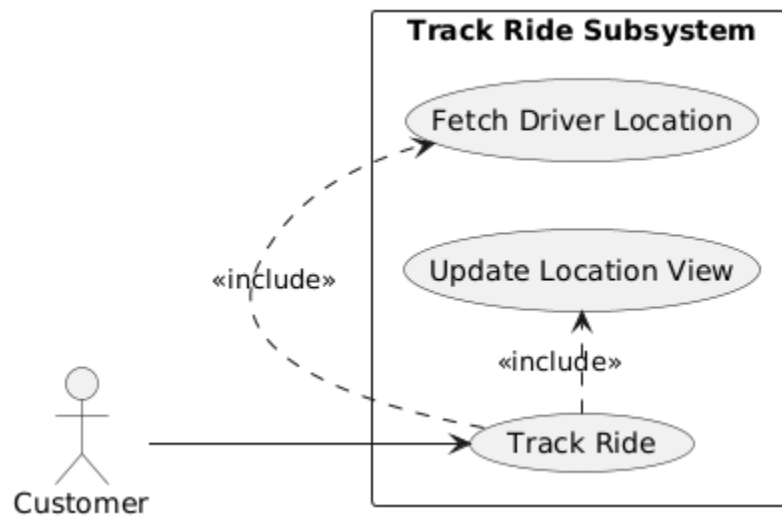 Track Ride Subsystem
Fetch Driver Location
Update Location View
«include»
«include»
Track Ride
Customer